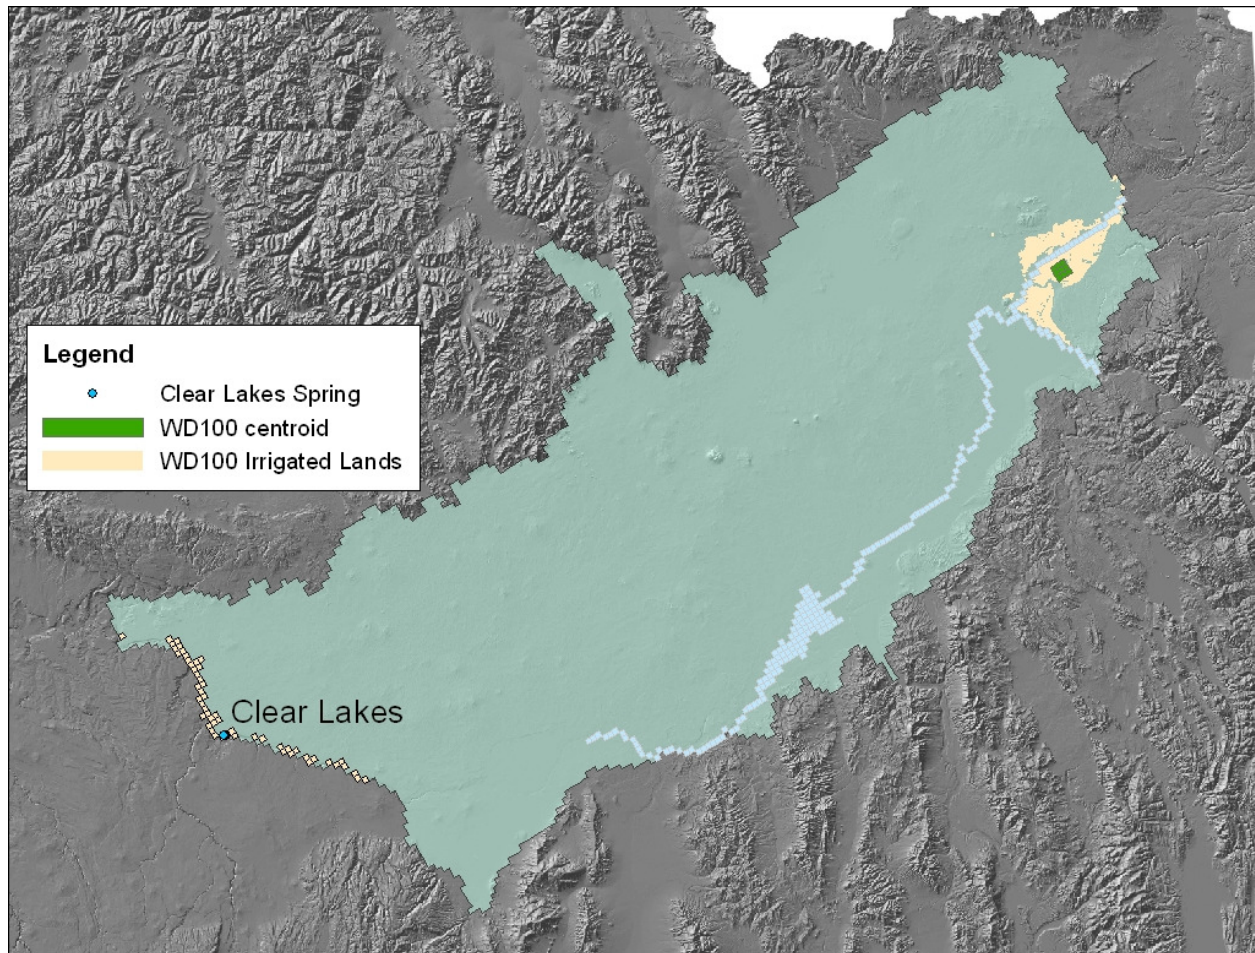 Legend
Clear Lakes Spring
WD100 centroid
WD100 Irrigated Lands
Clear Lakes